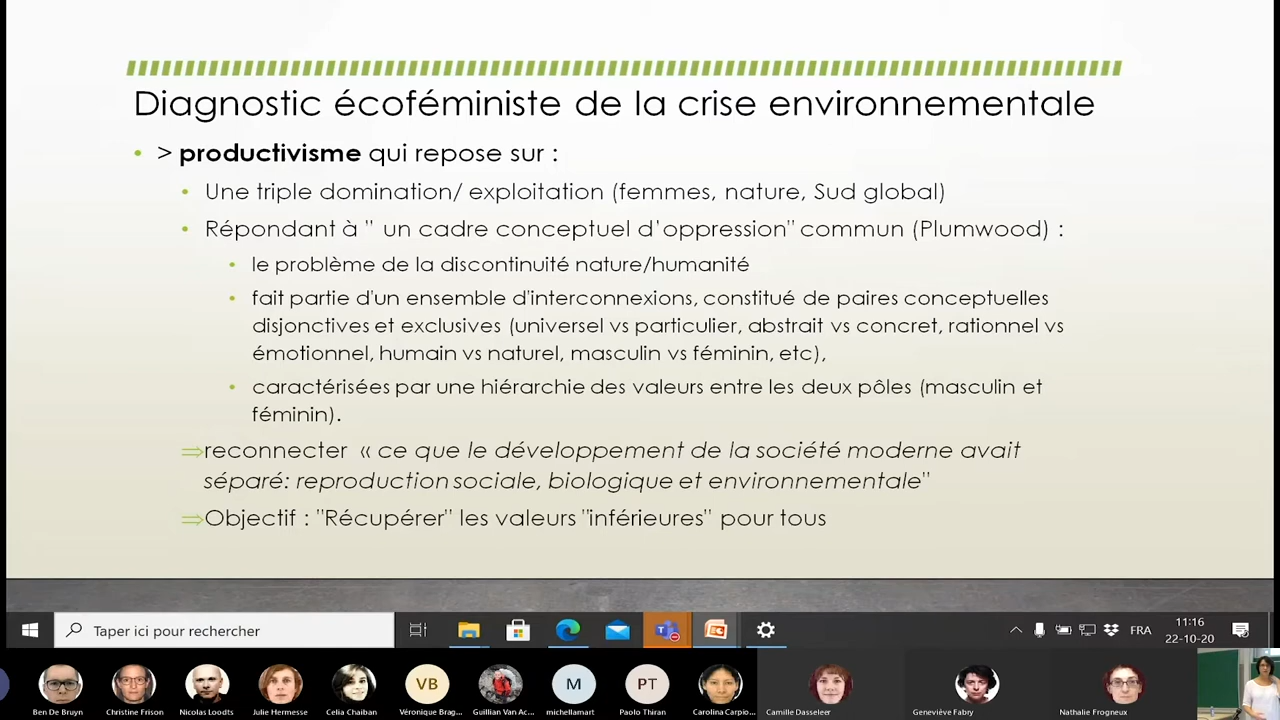 Diagnostic écoféministe de la crise environnementale
• > productivisme qui repose sur :
• Une triple domination/ exploitation (femmes, nature, Sud global)
• Répondant à " un cadre conceptuel d'oppression" commun (Plumwood) :
• le problème de la discontinuité nature/humanité
• fait partie d'un ensemble d'interconnexions, constitué de paires conceptuelles
disjonctives et exclusives (universel vs particulier, abstrait vs concret, rationnel vs
émotionnel, humain vs naturel, masculin vs féminin, etc),
• caractérisées par une hiérarchie des valeurs entre les deux pôles (masculin et
féminin).
⇒reconnecter « ce que le développement de la société moderne avait
séparé: reproduction sociale, biologique et environnementale"
⇒Objectif : "Récupérer" les valeurs "inférieures" pour tous
Taper ici pour rechercher
FRA
11:16
22-10-20
VB
M
PT
Ben De Bruyn
Christine Frison
Nicolas Loodts
Julie Hermesse
Celia Chaiban
Véronique Brag...
Guillian Van Ac...
michellamart
Paolo Thiran
Carolina Carpio...
Camille Dasseleer
Geneviève Fabry
Nathalie Frogneux